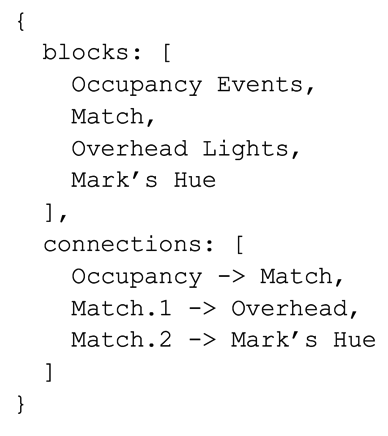 {
blocks: [
Occupancy Events,
Match,
Overhead Lights,
Mark’s Hue
],
connections: [
Occupancy -> Match,
Match.1 -> Overhead,
Match.2 -> Mark’s Hue
]
}